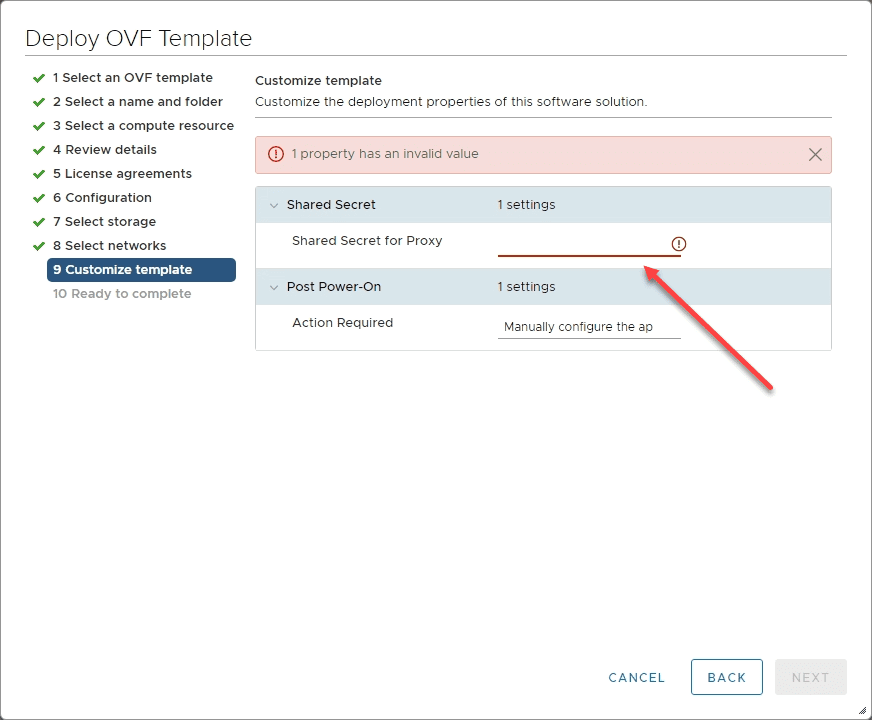 Deploy OVF Template
1 Select an OVF template
2 Select a name and folder
3 Select a compute resource
4 Review details
5 License agreements
6 Configuration
7 Select storage
8 Select networks
9 Customize template
10 Ready to complete
Customize template
Customize the deployment properties of this software solution.
1 property has an invalid value
Shared Secret 1 settings
Shared Secret for Proxy
Post Power-On 1 settings
Action Required Manually configure the ap
CANCEL BACK NEXT